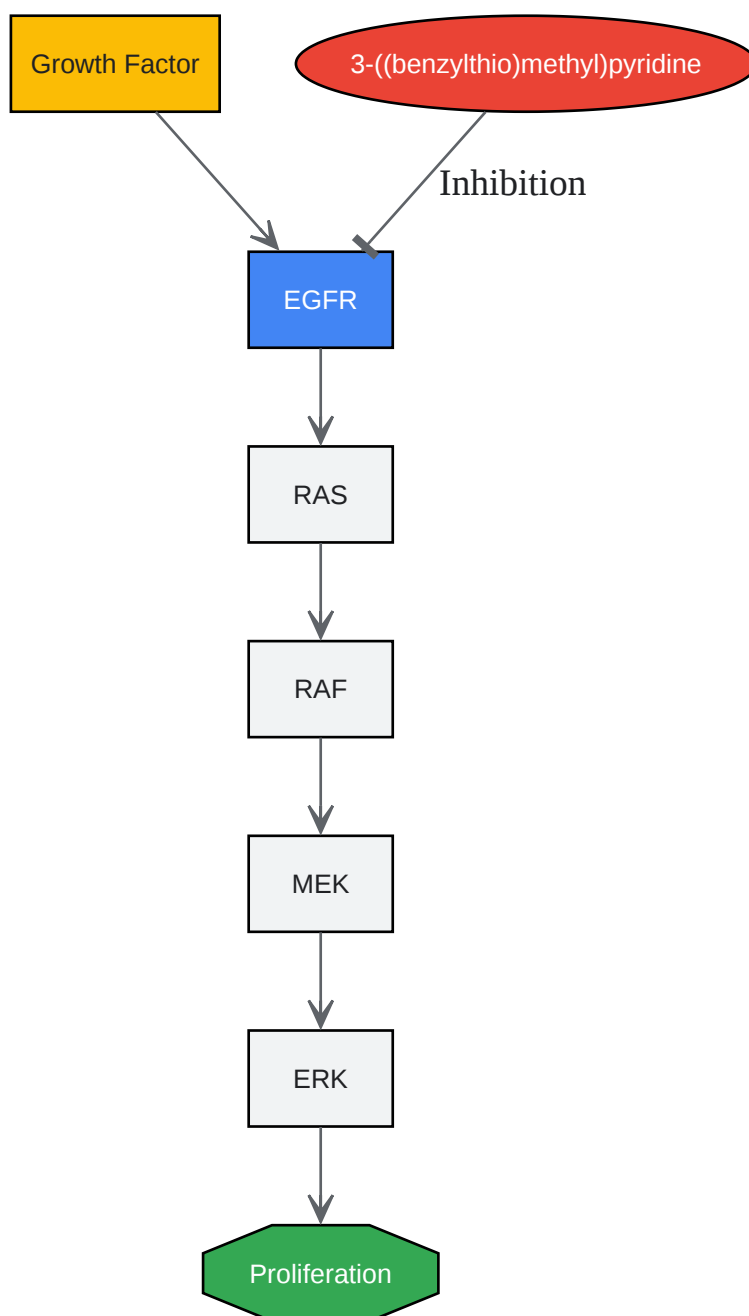 Growth Factor
3-((benzylthio)methyl)pyridine
Inhibition
EGFR
RAS
RAF
MEK
ERK
Proliferation